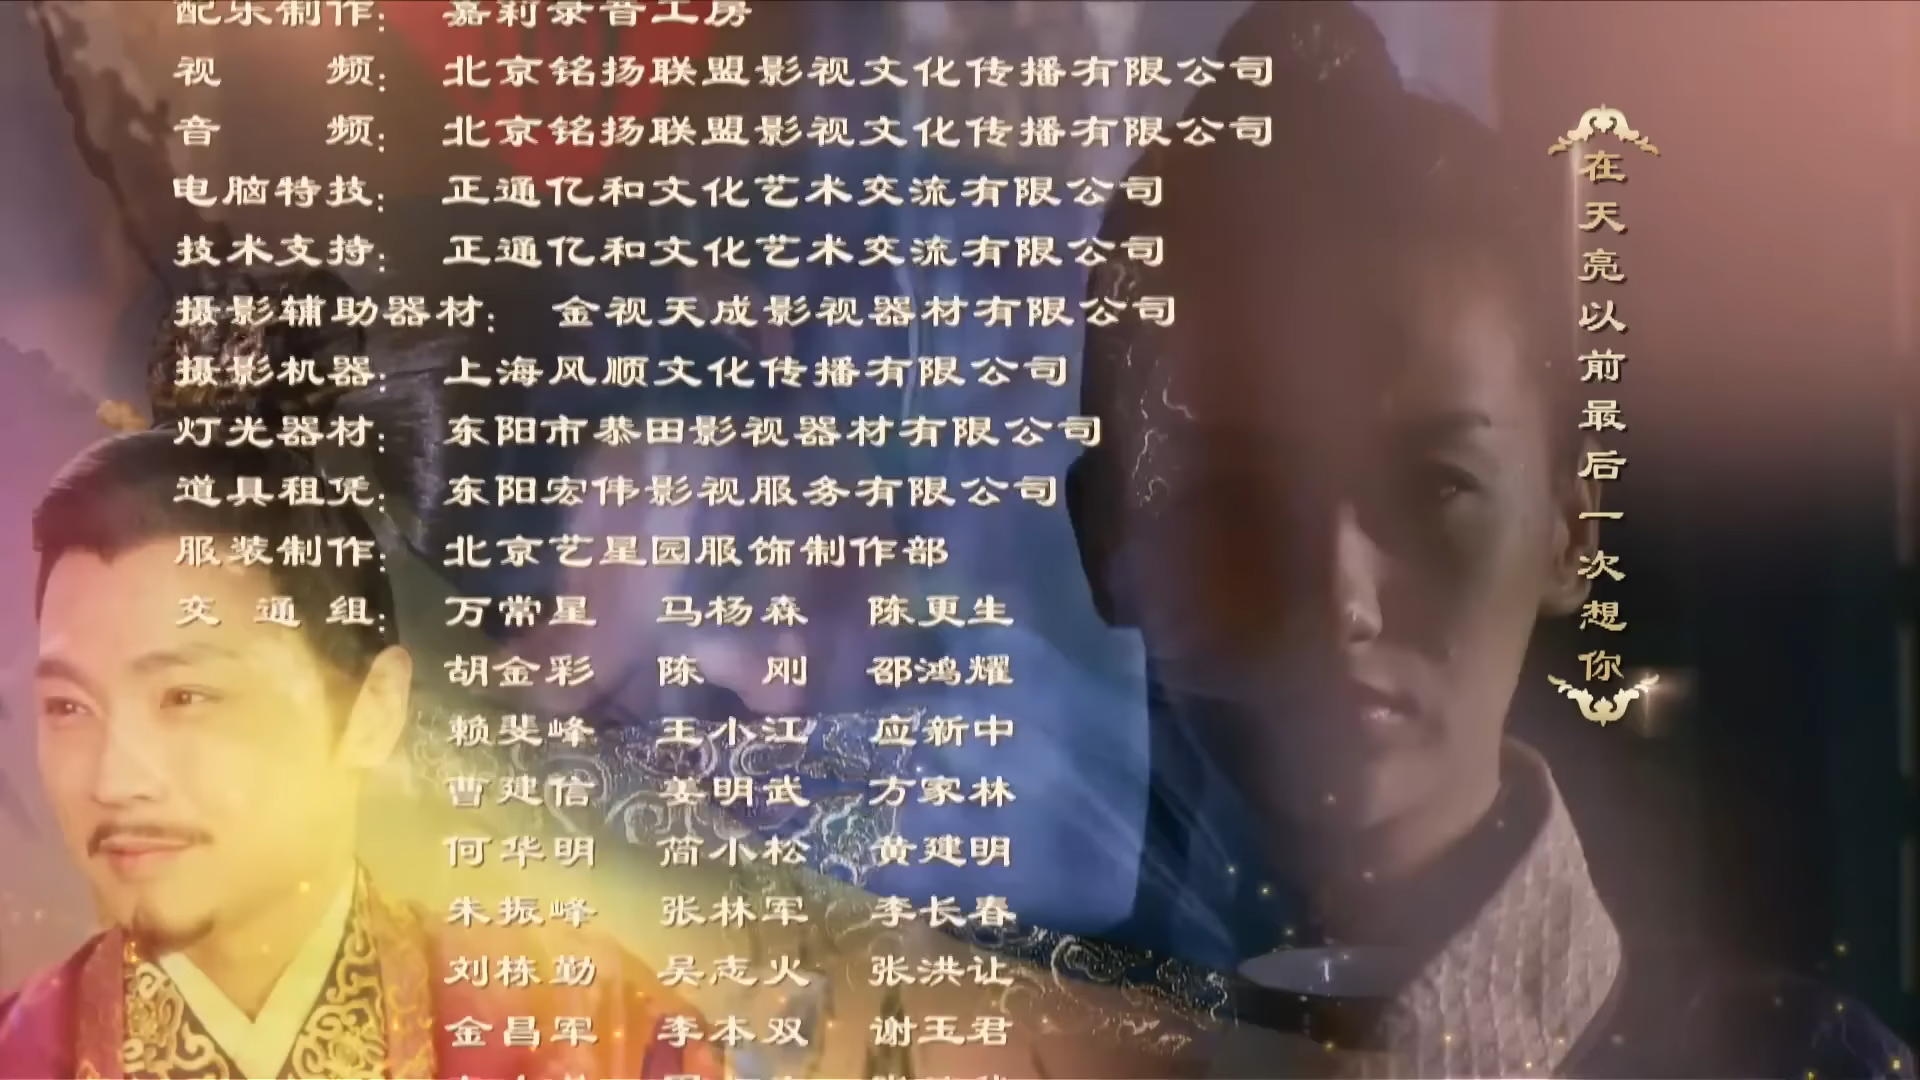 配乐制作： 嘉莉录音工房
视 频： 北京铭扬联盟影视文化传播有限公司
音 频： 北京铭扬联盟影视文化传播有限公司
电脑特技： 正通亿和文化艺术交流有限公司
技术支持： 正通亿和文化艺术交流有限公司
摄影辅助器材： 金视天成影视器材有限公司
摄影机器： 上海风顺文化传播有限公司
灯光器材： 东阳市恭田影视器材有限公司
道具租凭： 东阳宏伟影视服务有限公司
服装制作： 北京艺星园服饰制作部
交 通 组： 万常星 马杨森 陈更生
胡金彩 陈 刚 邵鸿耀
赖斐峰 王小江 应新中
曹建信 姜明武 方家林
何华明 简小松 黄建明
朱振峰 张林军 李长春
刘栋勤 吴志火 张洪让
金昌军 李本双 谢玉君
在天亮以前最后一次想你